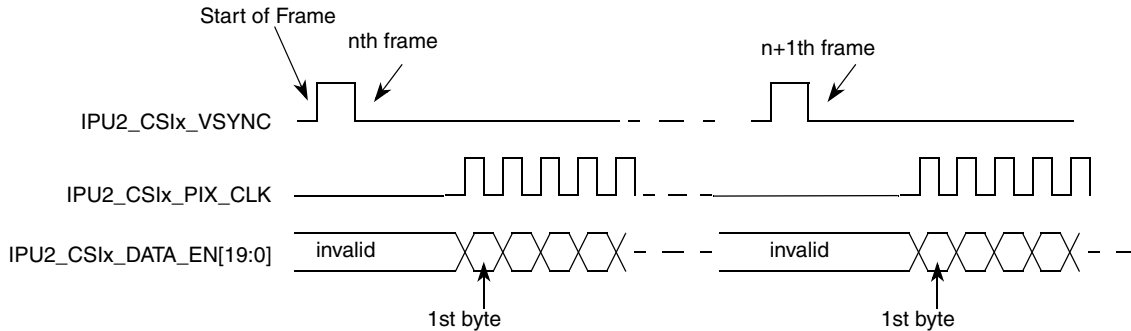 Start of Frame
nth frame
n+1th frame
IPU2_CSIx_VSYNC
IPU2_CSIx_PIX_CLK
IPU2_CSIx_DATA_EN[19:0]
invalid
invalid
1st byte
1st byte